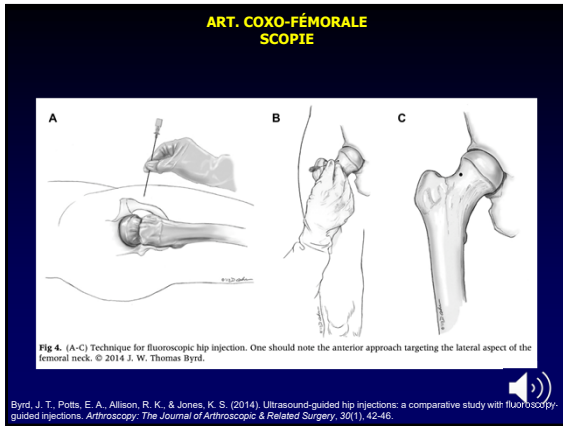 ART. COXO-FÉMORALE
SCOPIE
A
B
C
Fig 4. (A-C) Technique for fluoroscopic hip injection. One should note the anterior approach targeting the lateral aspect of the
femoral neck. © 2014 J. W. Thomas Byrd.
Byrd, J. T., Potts, E. A., Allison, R. K., & Jones, K. S. (2014). Ultrasound-guided hip injections: a comparative study with fluoroscopy-
guided injections. Arthroscopy: The Journal of Arthroscopic & Related Surgery, 30(1), 42-46.